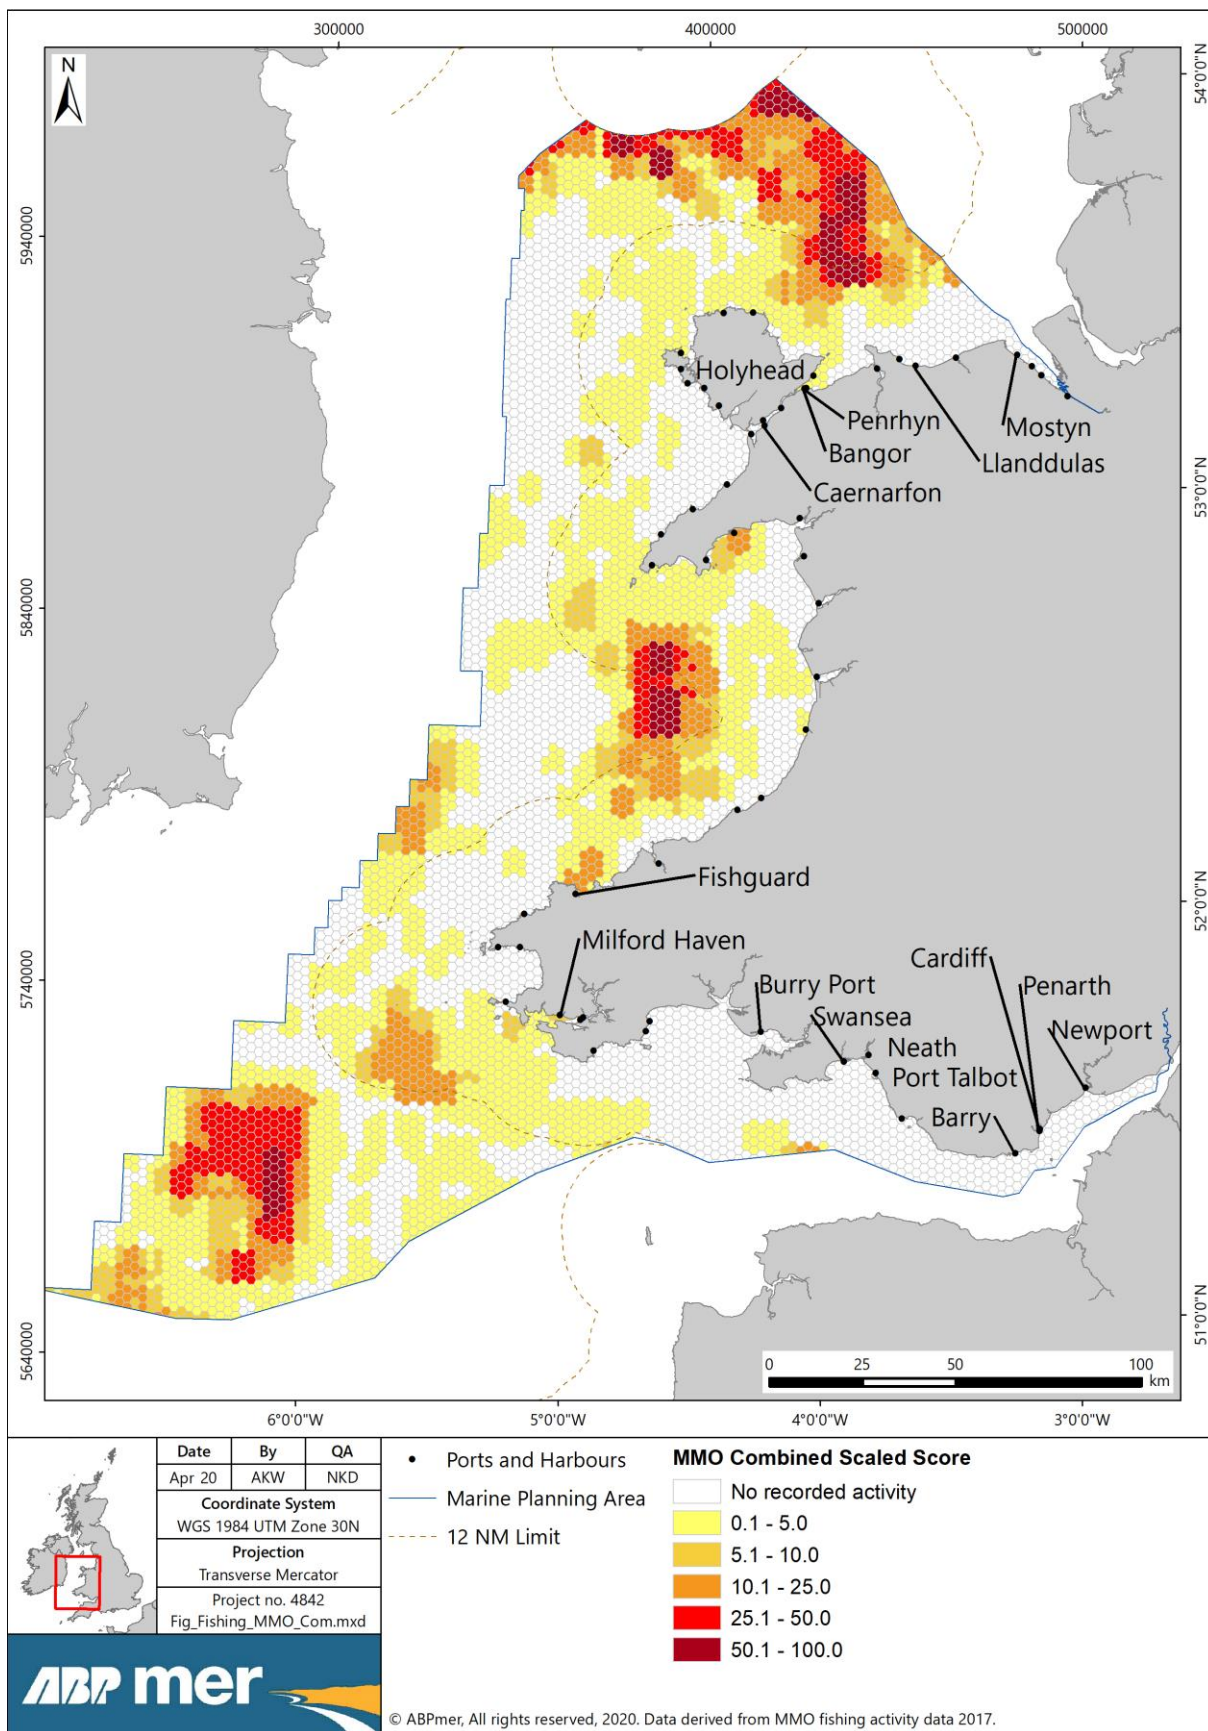 300000 400000 500000
N
54°0'0"N
5940000
Holyhead
Penrhyn
Mostyn
Bangor
Llanddulas
Caernarfon
53°0'0"N
5840000
Fishguard
52°0'0"N
Milford Haven
Cardiff
Burry Port
Penarth
5740000
Swansea
Newport
Neath
Port Talbot
Barry
51°0'0"N
5640000
0 25 50 100
km
6°0'0"W 5°0'0"W 4°0'0"W 3°0'0"W
Date By QA
Apr 20 AKW NKD
Coordinate System
WGS 1984 UTM Zone 30N
Projection
Transverse Mercator
Project no. 4842
Fig_Fishing_MMO_Com.mxd
ABPmer
Ports and Harbours
Marine Planning Area
12 NM Limit
MMO Combined Scaled Score
No recorded activity
0.1 - 5.0
5.1 - 10.0
10.1 - 25.0
25.1 - 50.0
50.1 - 100.0
© ABPmer, All rights reserved, 2020. Data derived from MMO fishing activity data 2017.